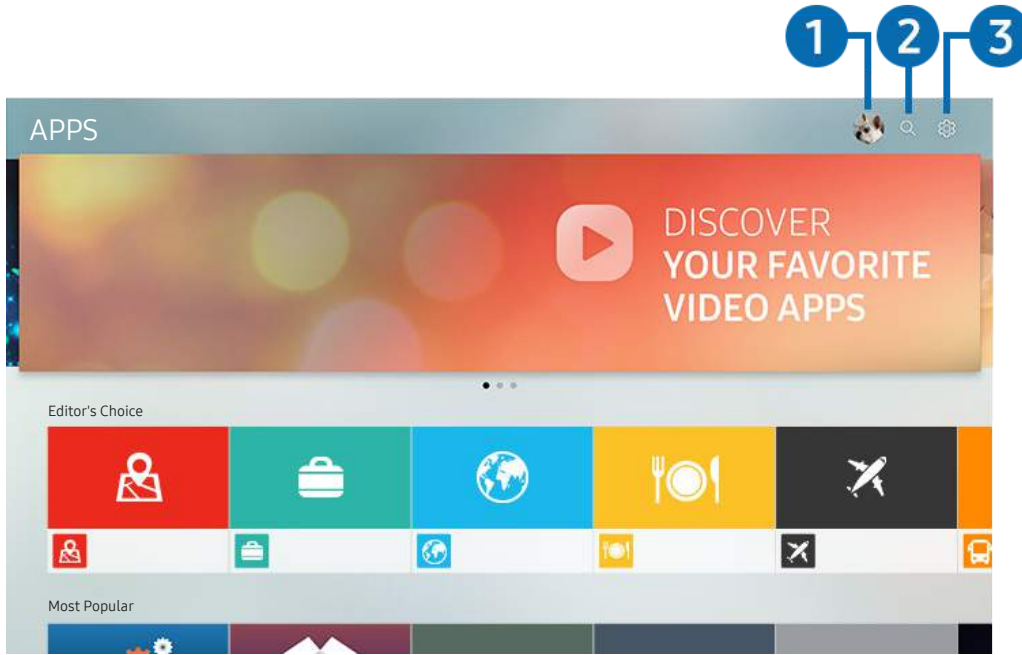 1 2 3
APPS
DISCOVER
YOUR FAVORITE
VIDEO APPS
Editor's Choice
Most Popular